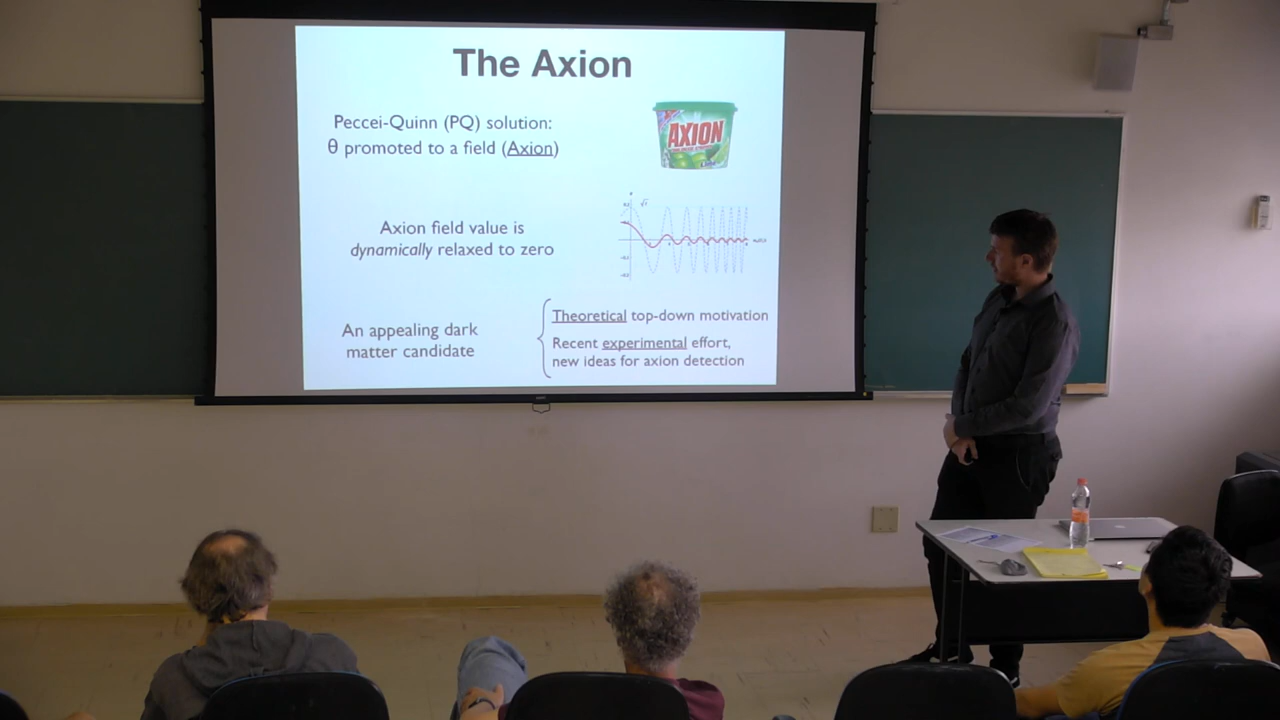 The Axion
Peccei-Quinn (PQ) solution:
θ promoted to a field (Axion)
AXION
Axion field value is
dynamically relaxed to zero
An appealing dark
matter candidate
Theoretical top-down motivation
Recent experimental effort,
new ideas for axion detection